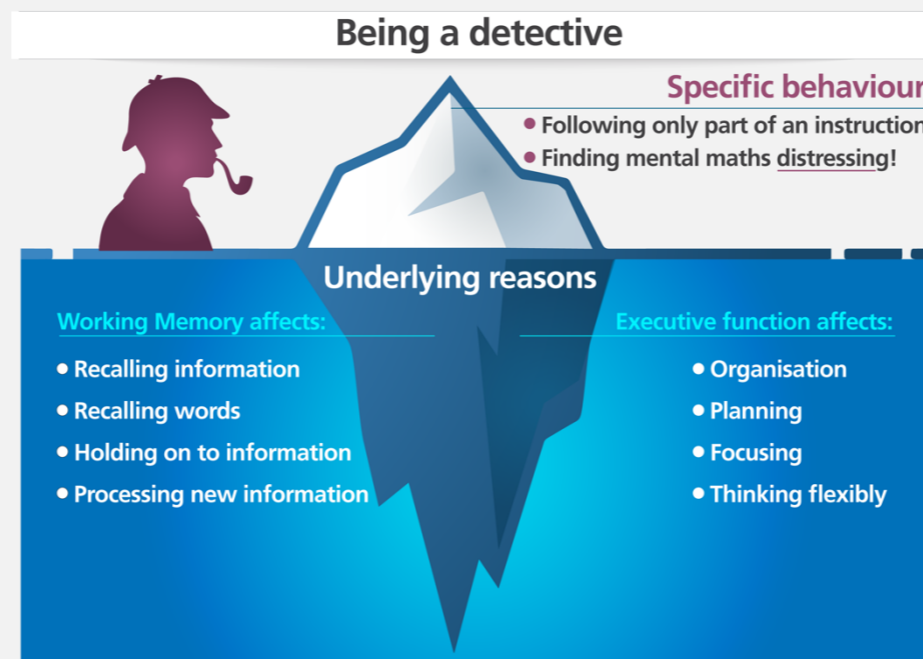 Being a detective
Specific behaviour
• Following only part of an instruction
• Finding mental maths distressing!
Underlying reasons
Working Memory affects:
• Recalling information
• Recalling words
• Holding on to information
• Processing new information
Executive function affects:
• Organisation
• Planning
• Focusing
• Thinking flexibly